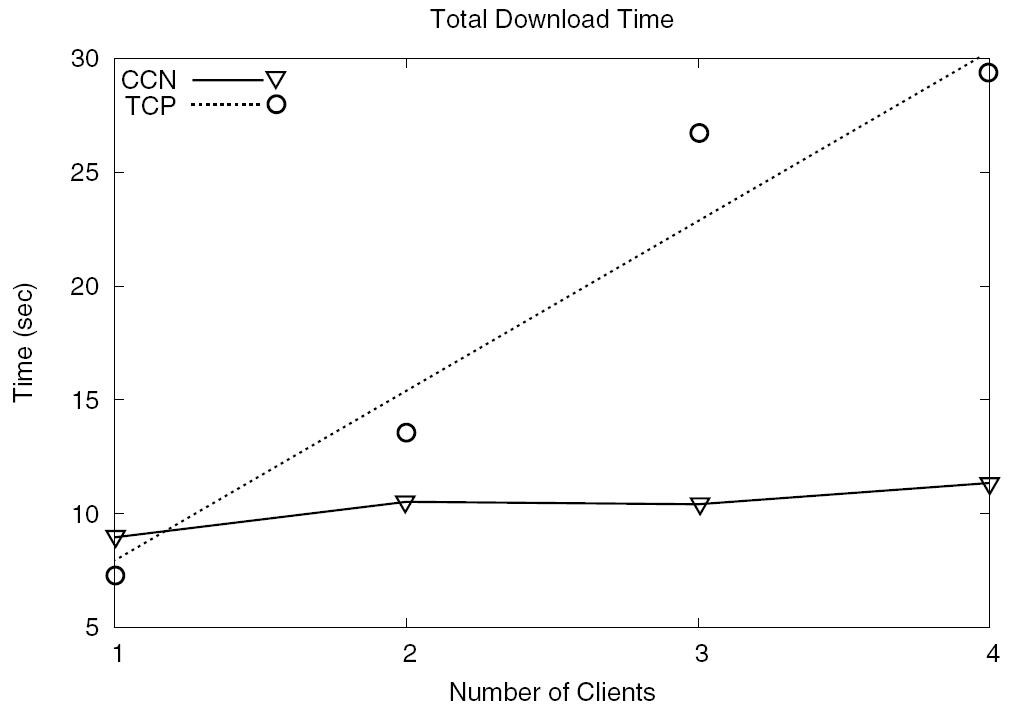 Total Download Time
30
CCN
TCP
25
20
15
10
5
Time (sec)
1 2 3 4
Number of Clients